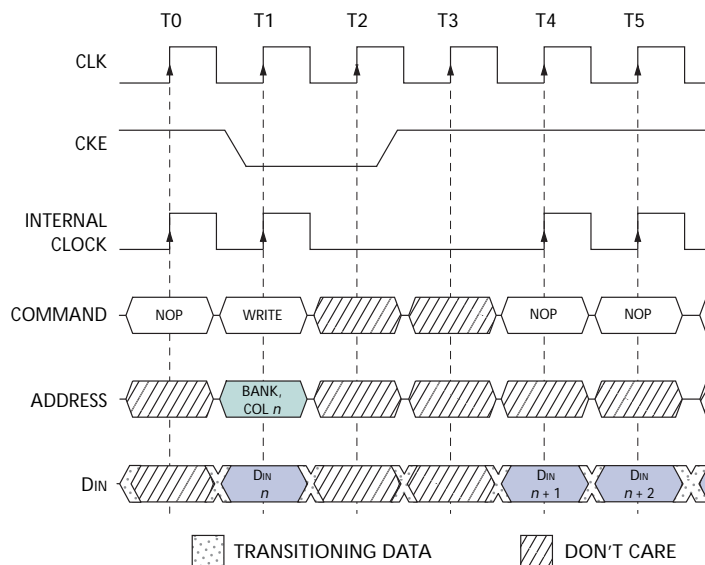 T0 T1 T2 T3 T4 T5
CLK
CKE
INTERNAL
CLOCK
COMMAND NOP WRITE NOP NOP
ADDRESS BANK,
COL n
DIN DIN DIN DIN
n n + 1 n + 2
TRANSITIONING DATA DON'T CARE